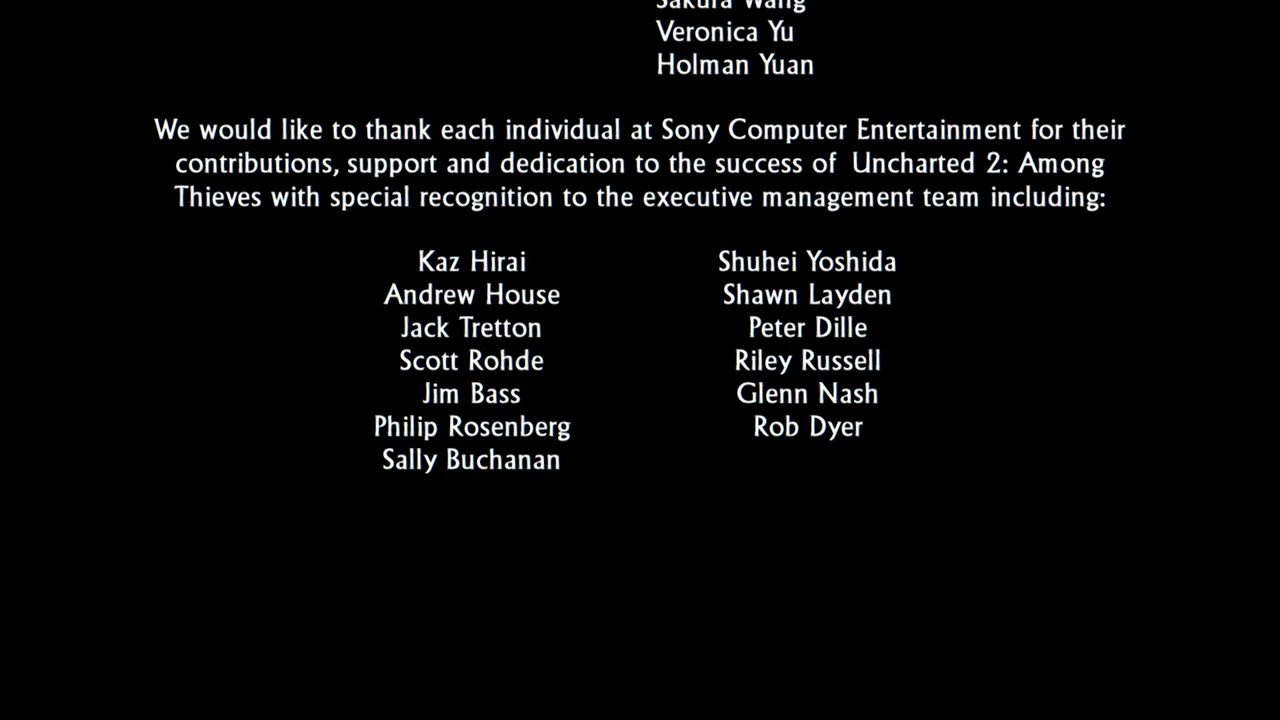 Sakura Wang
Veronica Yu
Holman Yuan
We would like to thank each individual at Sony Computer Entertainment for their
contributions, support and dedication to the success of Uncharted 2: Among
Thieves with special recognition to the executive management team including:
Kaz Hirai
Andrew House
Jack Tretton
Scott Rohde
Jim Bass
Philip Rosenberg
Sally Buchanan
Shuhei Yoshida
Shawn Layden
Peter Dille
Riley Russell
Glenn Nash
Rob Dyer